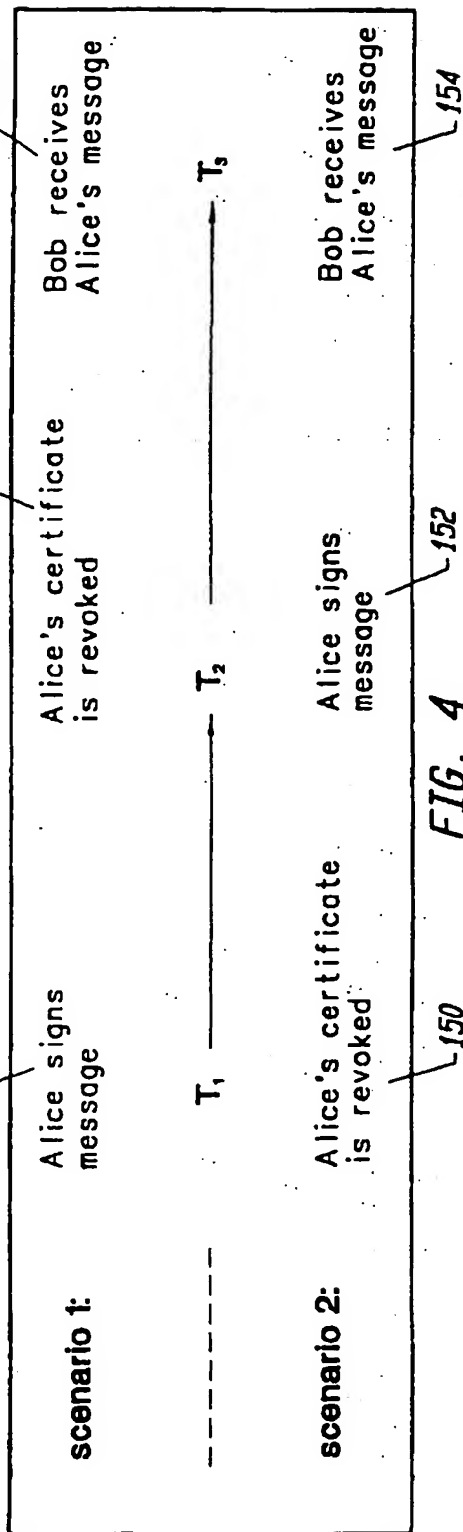 scenario 1:
Alice signs
message
Alice's certificate
is revoked
Bob receives
Alice's message
T₁
T₂
T₃
scenario 2:
Alice's certificate
is revoked
Alice signs
message
Bob receives
Alice's message
150
152
154
FIG. 4